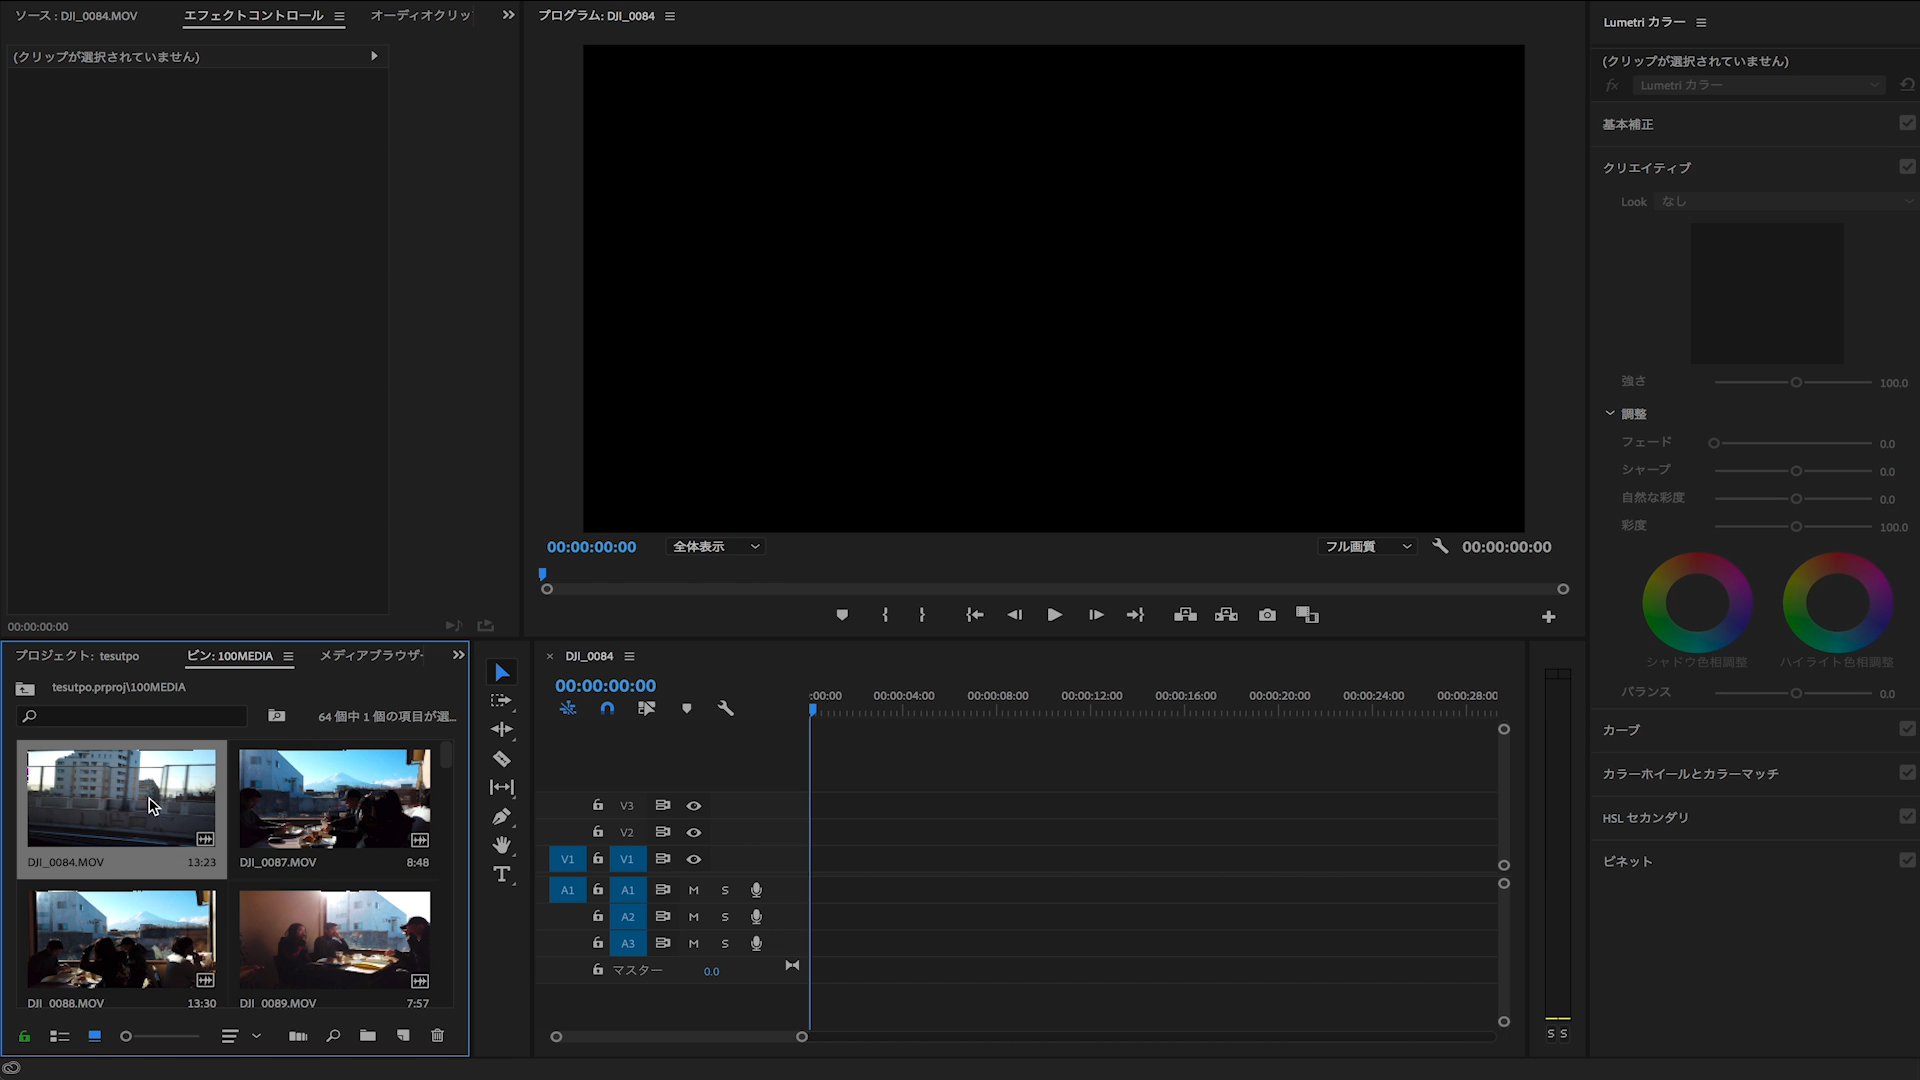 ソース : DJI_0084.MOV
エフェクトコントロール
オーディオクリッ
(クリップが選択されていません)
00:00:00:00
プログラム: DJI_0084
00:00:00:00
全体表示
フル画質
00:00:00:00
Lumetri カラー
(クリップが選択されていません)
fx
Lumetri カラー
基本補正
クリエイティブ
Look
なし
強さ
100.0
調整
フェード
0.0
シャープ
0.0
自然な彩度
0.0
彩度
100.0
シャドウ色相調整
ハイライト色相調整
バランス
0.0
カーブ
カラーホイールとカラーマッチ
HSL セカンダリ
ビネット
プロジェクト: tesutpo
ビン: 100MEDIA
メディアブラウザ-
tesutpo.prproj\100MEDIA
64 個中 1 個の項目が選...
DJI_0084.MOV
13:23
DJI_0087.MOV
8:48
DJI_0088.MOV
13:30
DJI_0089.MOV
7:57
T
× DJI_0084
00:00:00:00
:00:00
00:00:04:00
00:00:08:00
00:00:12:00
00:00:16:00
00:00:20:00
00:00:24:00
00:00:28:00
V3
V2
V1
V1
A1
A1
M
S
A2
M
S
A3
M
S
マスター
0.0
S
S